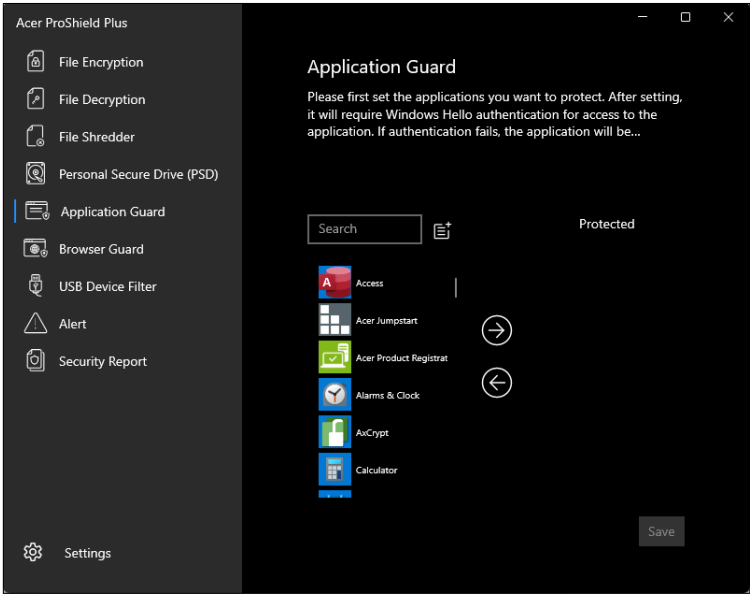 Acer ProShield Plus
File Encryption
File Decryption
File Shredder
Personal Secure Drive (PSD)
Application Guard
Browser Guard
USB Device Filter
Alert
Security Report
Settings
Application Guard
Please first set the applications you want to protect. After setting,
it will require Windows Hello authentication for access to the
application. If authentication fails, the application will be...
Search
Protected
A Access
Acer Jumpstart
Acer Product Registrat
Alarms & Clock
AxCrypt
Calculator
Save